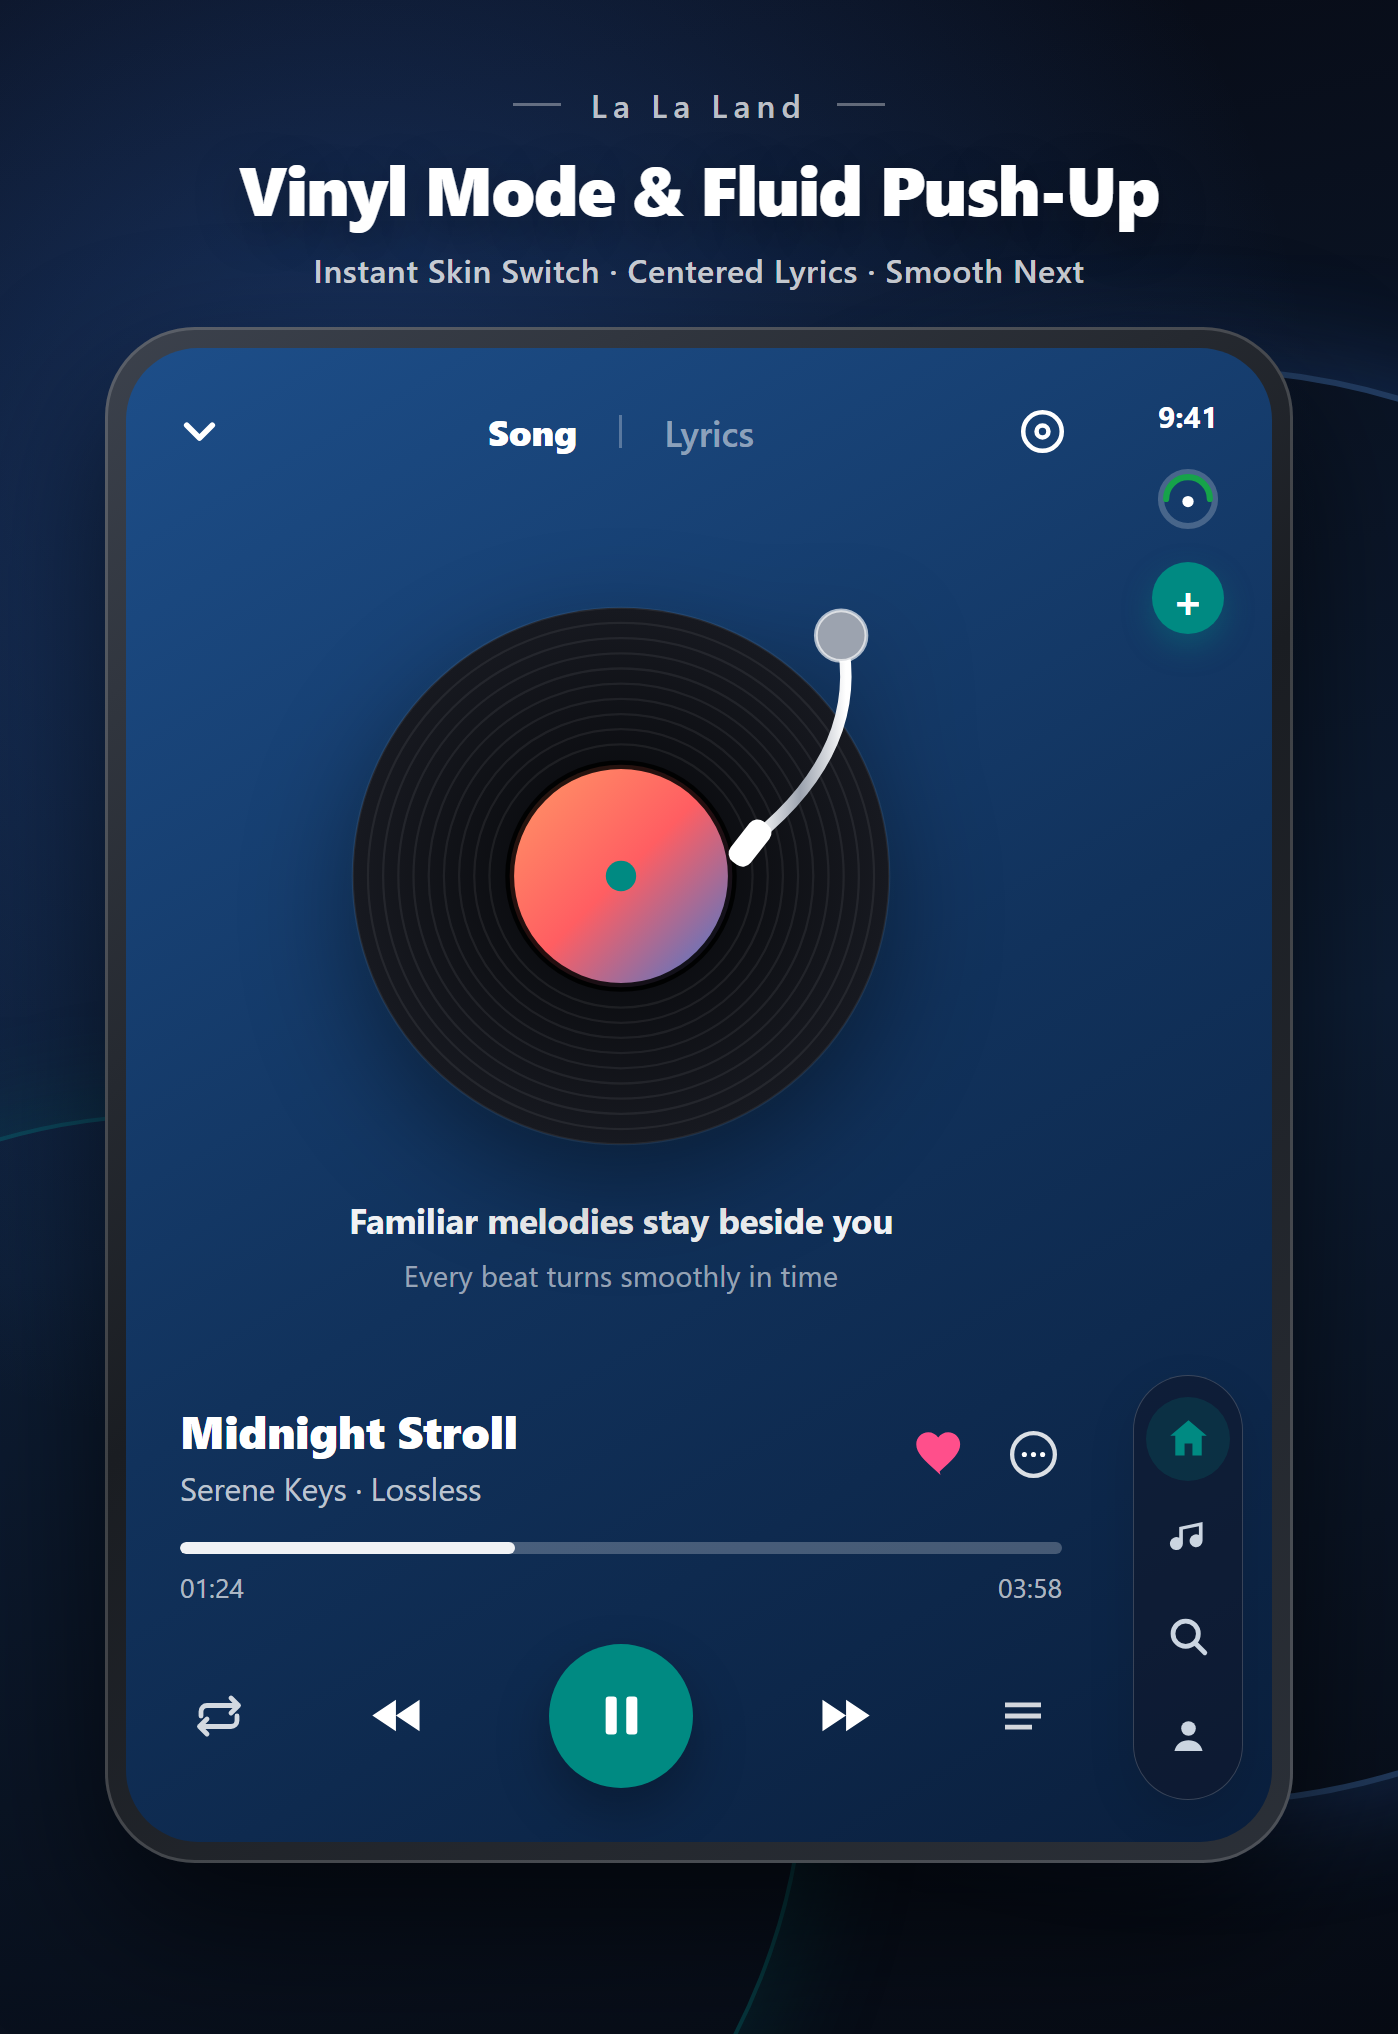 La La Land
Vinyl Mode & Fluid Push-Up
Instant Skin Switch · Centered Lyrics · Smooth Next
Song | Lyrics
9:41
Familiar melodies stay beside you
Every beat turns smoothly in time
Midnight Stroll
Serene Keys · Lossless
01:24 03:58